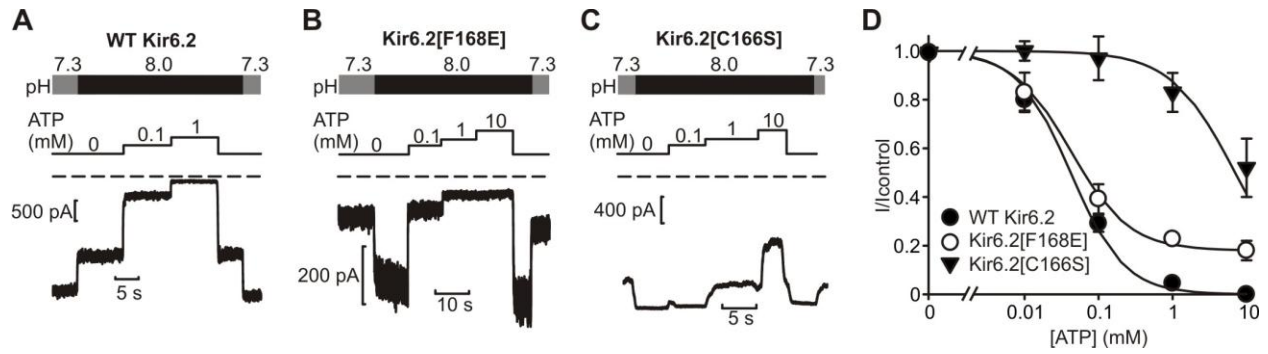 A
WT Kir6.2
7.3 8.0 7.3
pH
ATP
(mM) 0 0.1 1
500 pA
5 s
B
Kir6.2[F168E]
7.3 8.0 7.3
pH
ATP
(mM) 0 0.1 1 10
200 pA
10 s
C
Kir6.2[C166S]
7.3 8.0 7.3
pH
ATP
(mM) 0 0.1 1 10
400 pA
5 s
D
I/Icontrol
1.0
0.8
0.6
0.4
0.2
0
WT Kir6.2
Kir6.2[F168E]
Kir6.2[C166S]
0 0.01 0.1 1 10
[ATP] (mM)